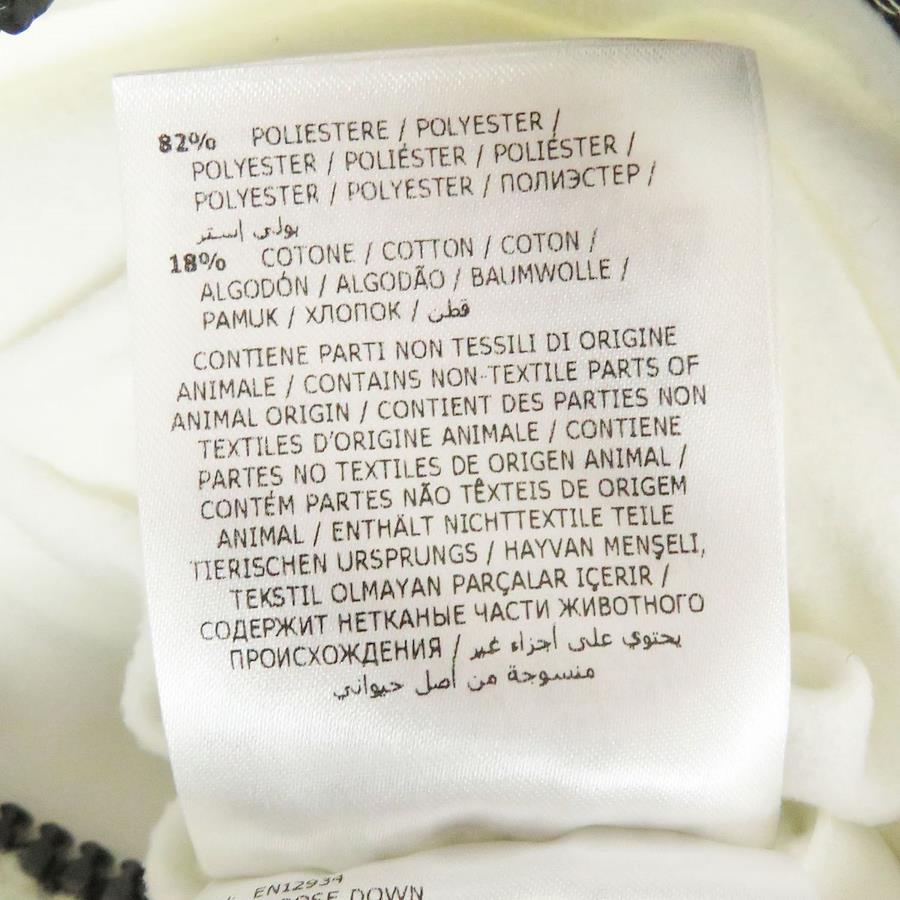 82% POLIESTERE / POLYESTER /
POLYESTER / POLIÉSTER / POLIÉSTER /
POLYESTER / POLYESTER / ПОЛИЭСТЕР /
بولي إستقر
18% COTONE / COTTON / COTON /
ALGODÓN / ALGODÃO / BAUMWOLLE /
PAMUK / ХЛОПОК / قطن
CONTIENE PARTI NON TESSILI DI ORIGINE
ANIMALE / CONTAINS NON-TEXTILE PARTS OF
ANIMAL ORIGIN / CONTIENT DES PARTIES NON
TEXTILES D'ORIGINE ANIMALE / CONTIENE
PARTES NO TEXTILES DE ORIGEN ANIMAL /
CONTÉM PARTES NÃO TÊXTEIS DE ORIGEM
ANIMAL / ENTHÄLT NICHTTEXTILE TEILE
TIERISCHEN URSPRUNGS / HAYVAN MENŞELİ,
TEKSTİL OLMAYAN PARÇALAR İÇERİR /
СОДЕРЖИТ НЕТКАНЫЕ ЧАСТИ ЖИВОТНОГО
ПРОИСХОЖДЕНИЯ / يحتوي على أجزاء غير
منسوجة من أصل حيواني
EN12934
DOWN